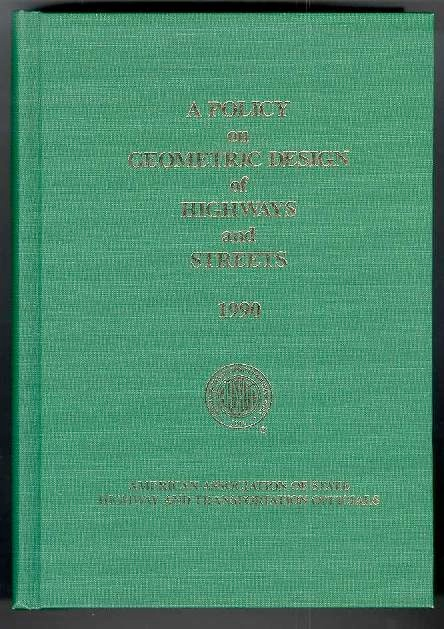 A POLICY
on
GEOMETRIC DESIGN
of
HIGHWAYS
and
STREETS
1990
AMERICAN ASSOCIATION OF STATE
HIGHWAY AND TRANSPORTATION OFFICIALS